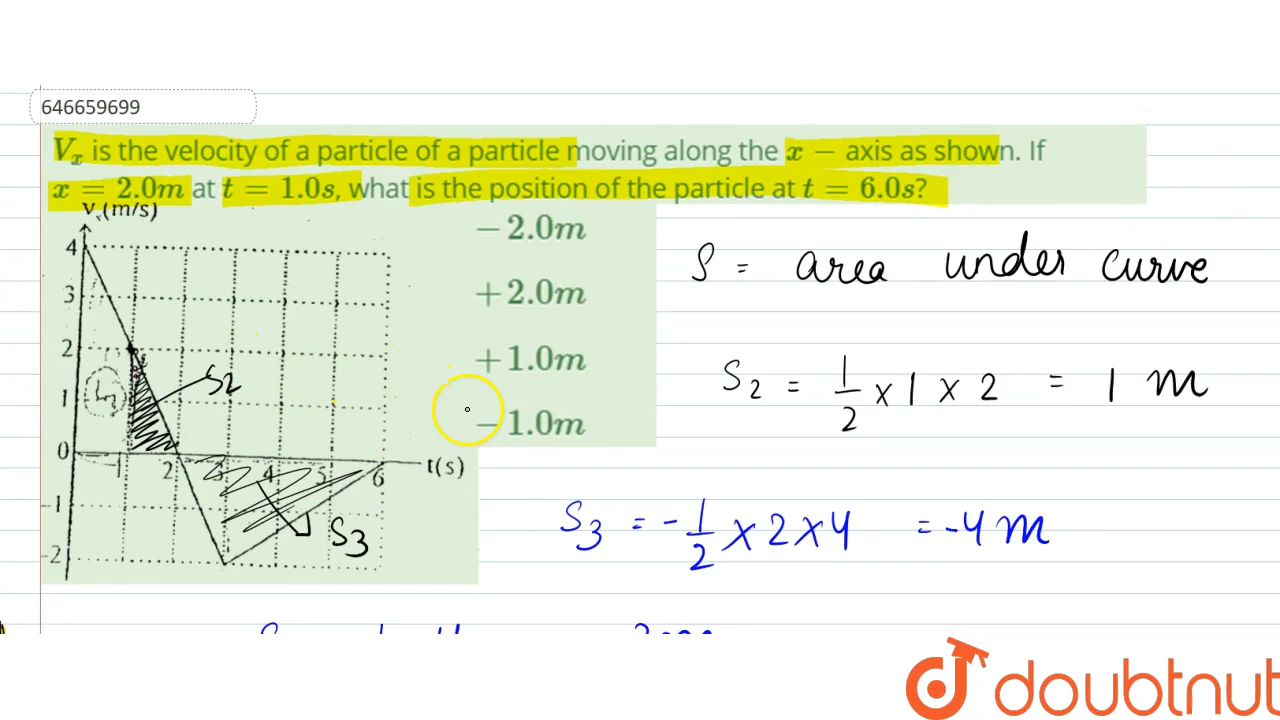 646659699
Vₓ is the velocity of a particle of a particle moving along the x − axis as shown. If
x = 2.0m at t = 1.0s, what is the position of the particle at t = 6.0s?
Vₓ(m/s)
4
3
2
1
0
-1
-2
1 2 3 4 5 6 t(s)
S2
S3
−2.0m
+2.0m
+1.0m
−1.0m
S = area under curve
S2 = 1/2 × 1 × 2 = 1 m
S3 = -1/2 × 2 × 4 = -4 m
doubtnut